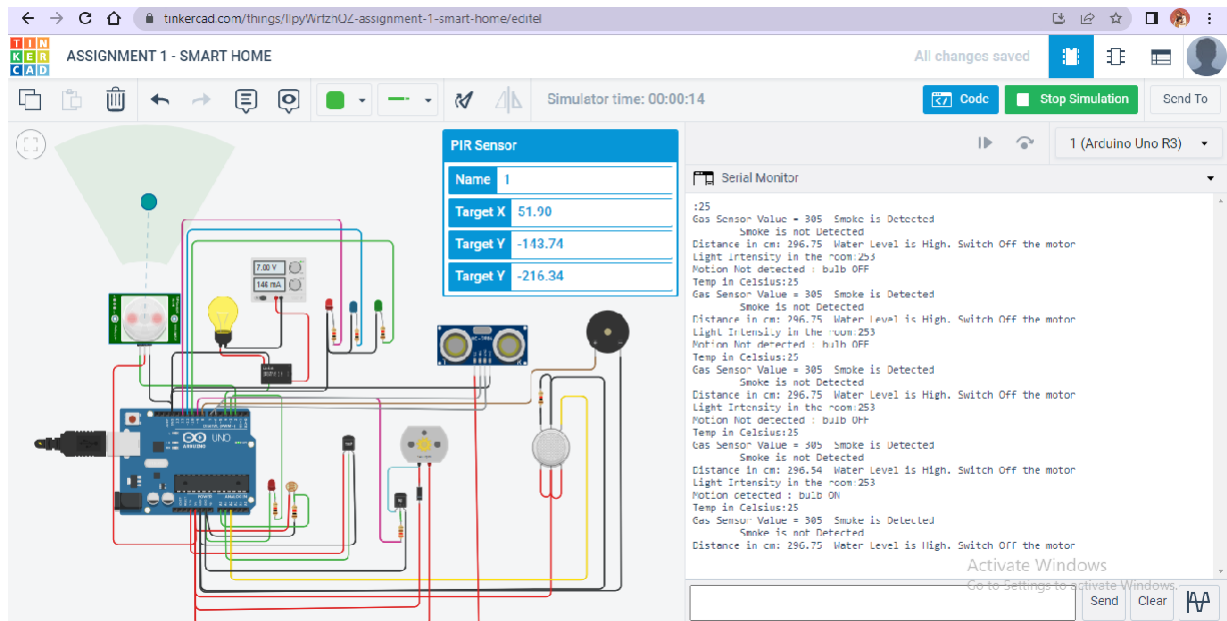 tinkercad.com/things/lIpyWrfzhOZ-assignment-1-smart-home/editel
TIN
KER
CAD
ASSIGNMENT 1 - SMART HOME
All changes saved
Simulator time: 00:00:14
Code
Stop Simulation
Send To
PIR Sensor
Name 1
Target X 51.90
Target Y -143.74
Target Y -216.34
1 (Arduino Uno R3)
Serial Monitor
7.00 V
146 mA
UNO
ARDUINO
:25
Gas Sensor Value = 305 Smoke is Detected
Smoke is not Detected
Distance in cm: 296.75 Water Level is High. Switch Off the motor
Light Intensity in the room:253
Motion Not detected : bulb OFF
Temp in Celsius:25
Gas Sensor Value = 305 Smoke is Detected
Smoke is not Detected
Distance in cm: 296.75 Water Level is High. Switch Off the motor
Light Intensity in the room:253
Motion Not detected : bulb OFF
Temp in Celsius:25
Gas Sensor Value = 305 Smoke is Detected
Smoke is not Detected
Distance in cm: 296.75 Water Level is High. Switch Off the motor
Light Intensity in the room:253
Motion Not detected : bulb OFF
Temp in Celsius:25
Gas Sensor Value = 305 Smoke is Detected
Smoke is not Detected
Distance in cm: 296.54 Water Level is High. Switch Off the motor
Light Intensity in the room:253
Motion detected : bulb ON
Temp in Celsius:25
Gas Sensor Value = 305 Smoke is Detected
Smoke is not Detected
Distance in cm: 296.75 Water Level is High. Switch Off the motor
Activate Windows
Go to Settings to activate Windows.
Send
Clear